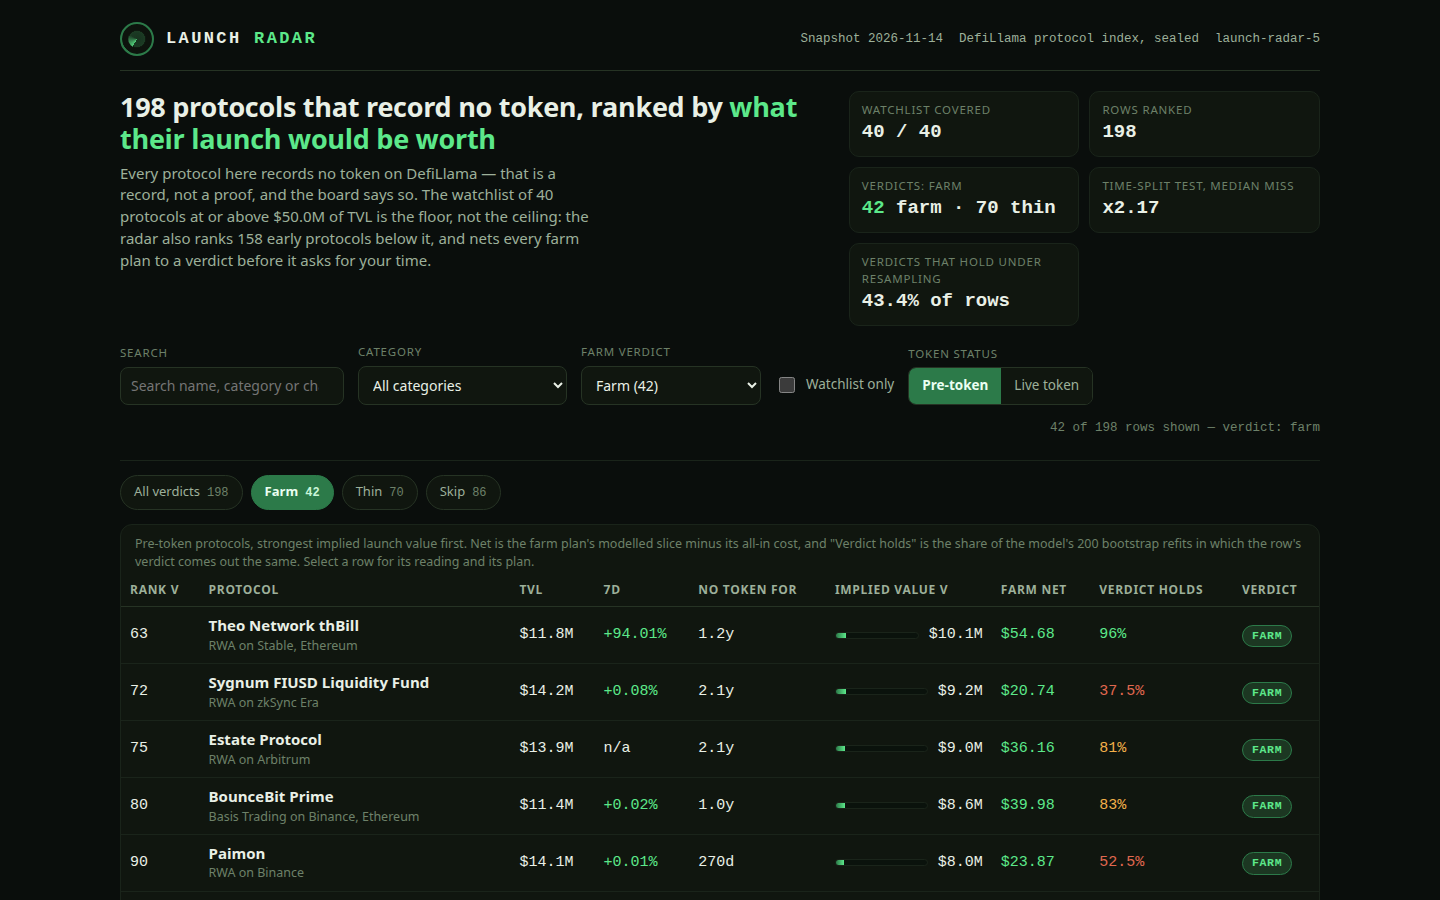 LAUNCH RADAR
Snapshot 2026-11-14 DefiLlama protocol index, sealed launch-radar-5
198 protocols that record no token, ranked by what
their launch would be worth
Every protocol here records no token on DefiLlama — that is a
record, not a proof, and the board says so. The watchlist of 40
protocols at or above $50.0M of TVL is the floor, not the ceiling: the
radar also ranks 158 early protocols below it, and nets every farm
plan to a verdict before it asks for your time.
WATCHLIST COVERED
40 / 40
ROWS RANKED
198
VERDICTS: FARM
42 farm · 70 thin
TIME-SPLIT TEST, MEDIAN MISS
x2.17
VERDICTS THAT HOLD UNDER
RESAMPLING
43.4% of rows
SEARCH
Search name, category or ch
CATEGORY
All categories
FARM VERDICT
Farm (42)
Watchlist only
TOKEN STATUS
Pre-token Live token
42 of 198 rows shown — verdict: farm
All verdicts 198 Farm 42 Thin 70 Skip 86
Pre-token protocols, strongest implied launch value first. Net is the farm plan's modelled slice minus its all-in cost, and "Verdict holds" is the share of the model's 200 bootstrap refits in which the row's
verdict comes out the same. Select a row for its reading and its plan.
RANK V PROTOCOL TVL 7D NO TOKEN FOR IMPLIED VALUE V FARM NET VERDICT HOLDS VERDICT
63 Theo Network thBill $11.8M +94.01% 1.2y $10.1M $54.68 96% FARM
RWA on Stable, Ethereum
72 Sygnum FIUSD Liquidity Fund $14.2M +0.08% 2.1y $9.2M $20.74 37.5% FARM
RWA on zkSync Era
75 Estate Protocol $13.9M n/a 2.1y $9.0M $36.16 81% FARM
RWA on Arbitrum
80 BounceBit Prime $11.4M +0.02% 1.0y $8.6M $39.98 83% FARM
Basis Trading on Binance, Ethereum
90 Paimon $14.1M +0.01% 270d $8.0M $23.87 52.5% FARM
RWA on Binance